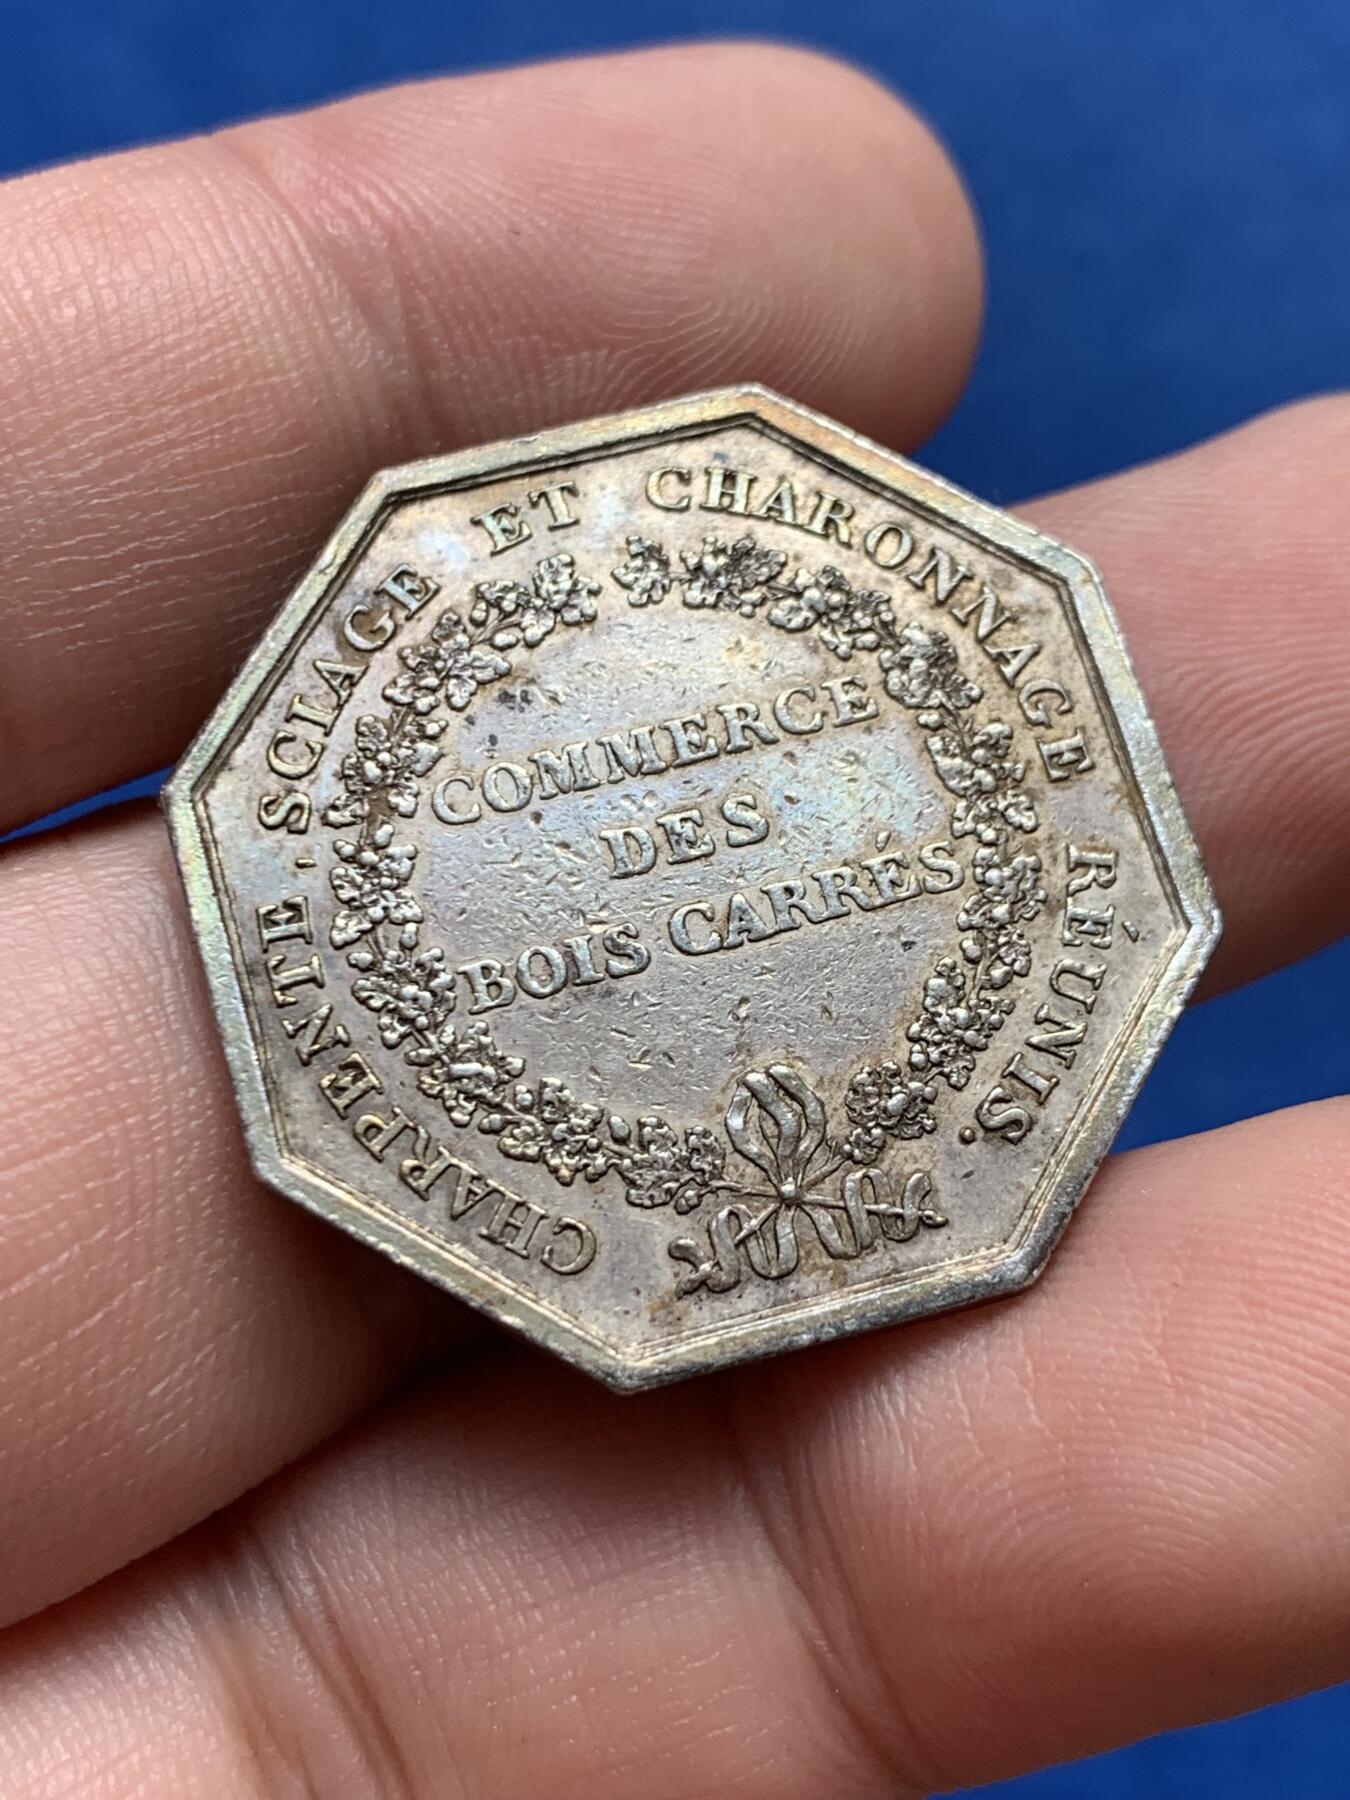 CHARPENTE. SCIAGE ET CHARONNAGE RÉUNIS.
COMMERCE
DES
BOIS CARRÉS